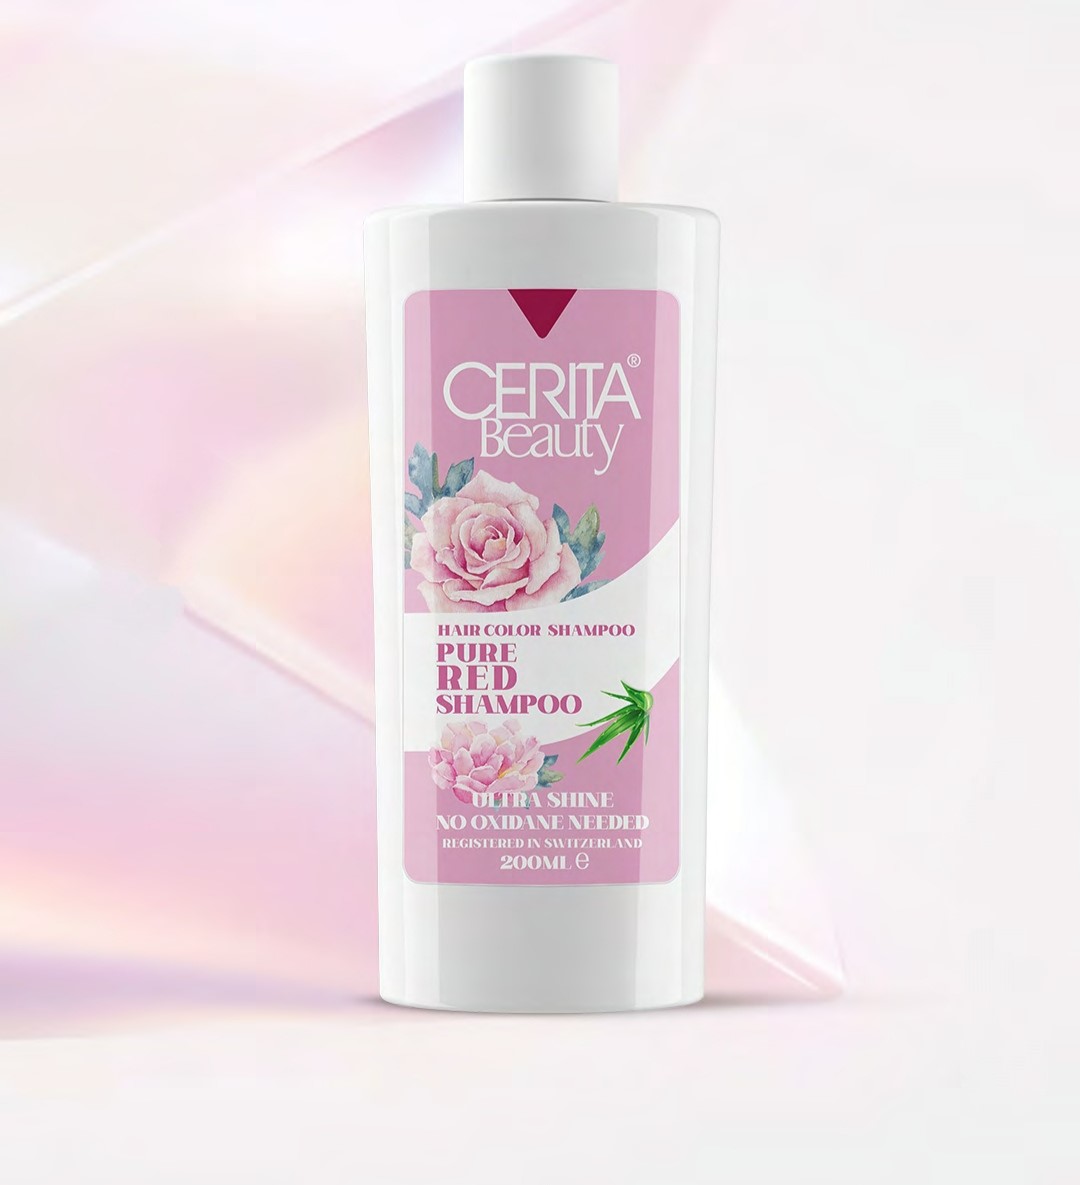 CERITA®
Beauty
HAIR COLOR SHAMPOO
PURE
RED
SHAMPOO
ULTRA SHINE
NO OXIDANE NEEDED
REGISTERED IN SWITZERLAND
200ML ℮